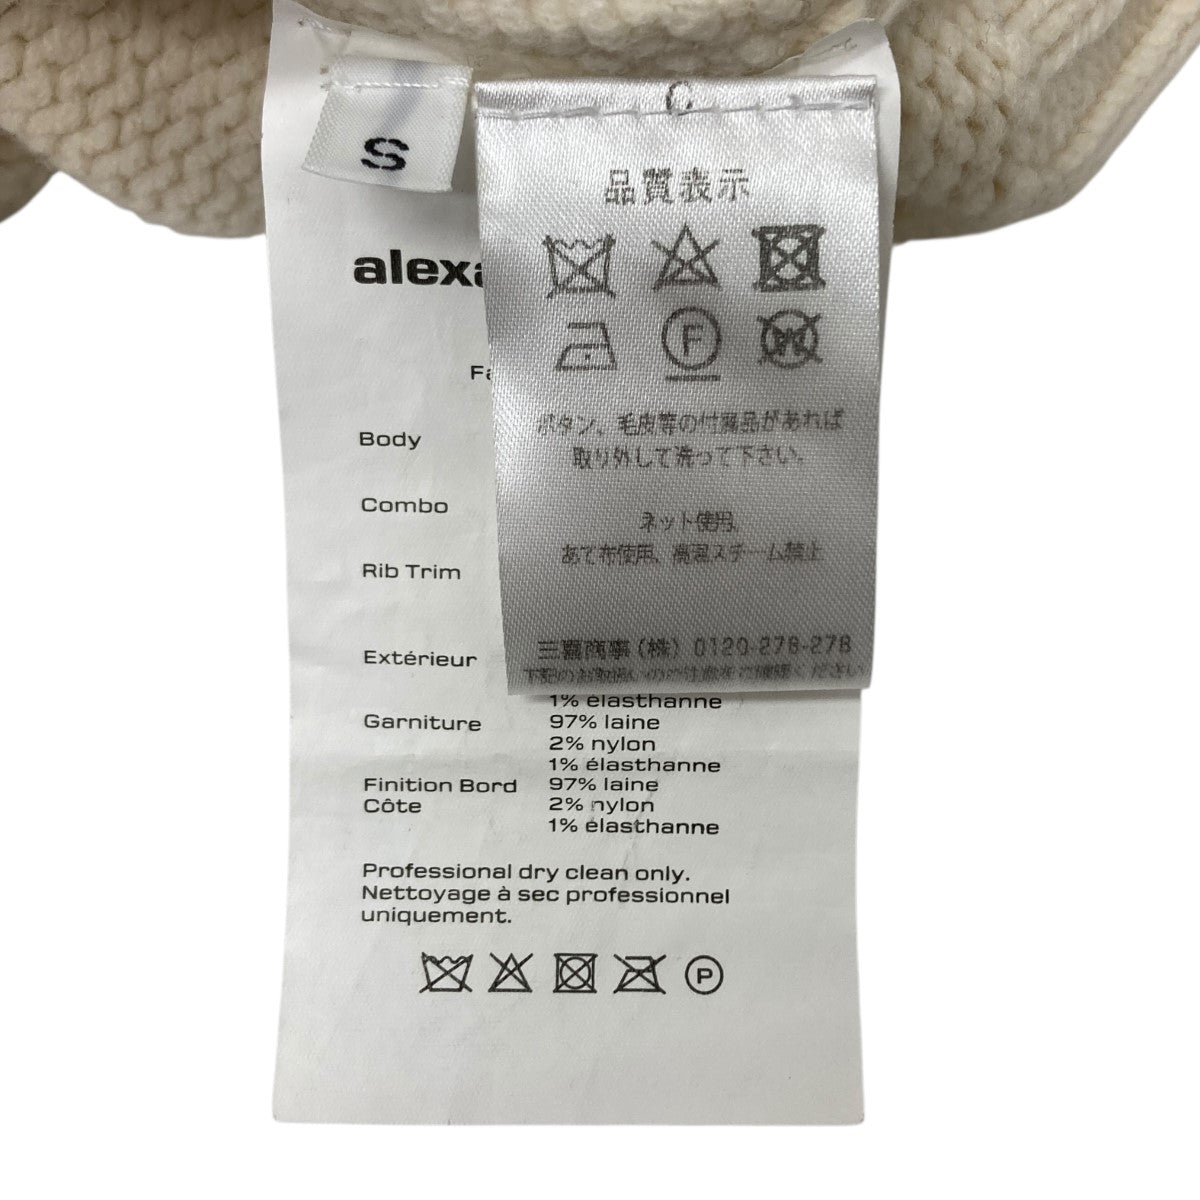 S
品質表示
F
W
ボタン、毛皮等の付属品があれば
取り外して洗って下さい。
ネット使用、
あて布使用、高温スチーム禁止
三喜商事(株) 0120-278-278
alexa
Fa
Body
Combo
Rib Trim
Extérieur
1% élasthanne
Garniture 97% laine
2% nylon
1% élasthanne
Finition Bord 97% laine
Côte 2% nylon
1% élasthanne
Professional dry clean only.
Nettoyage à sec professionnel
uniquement.
P